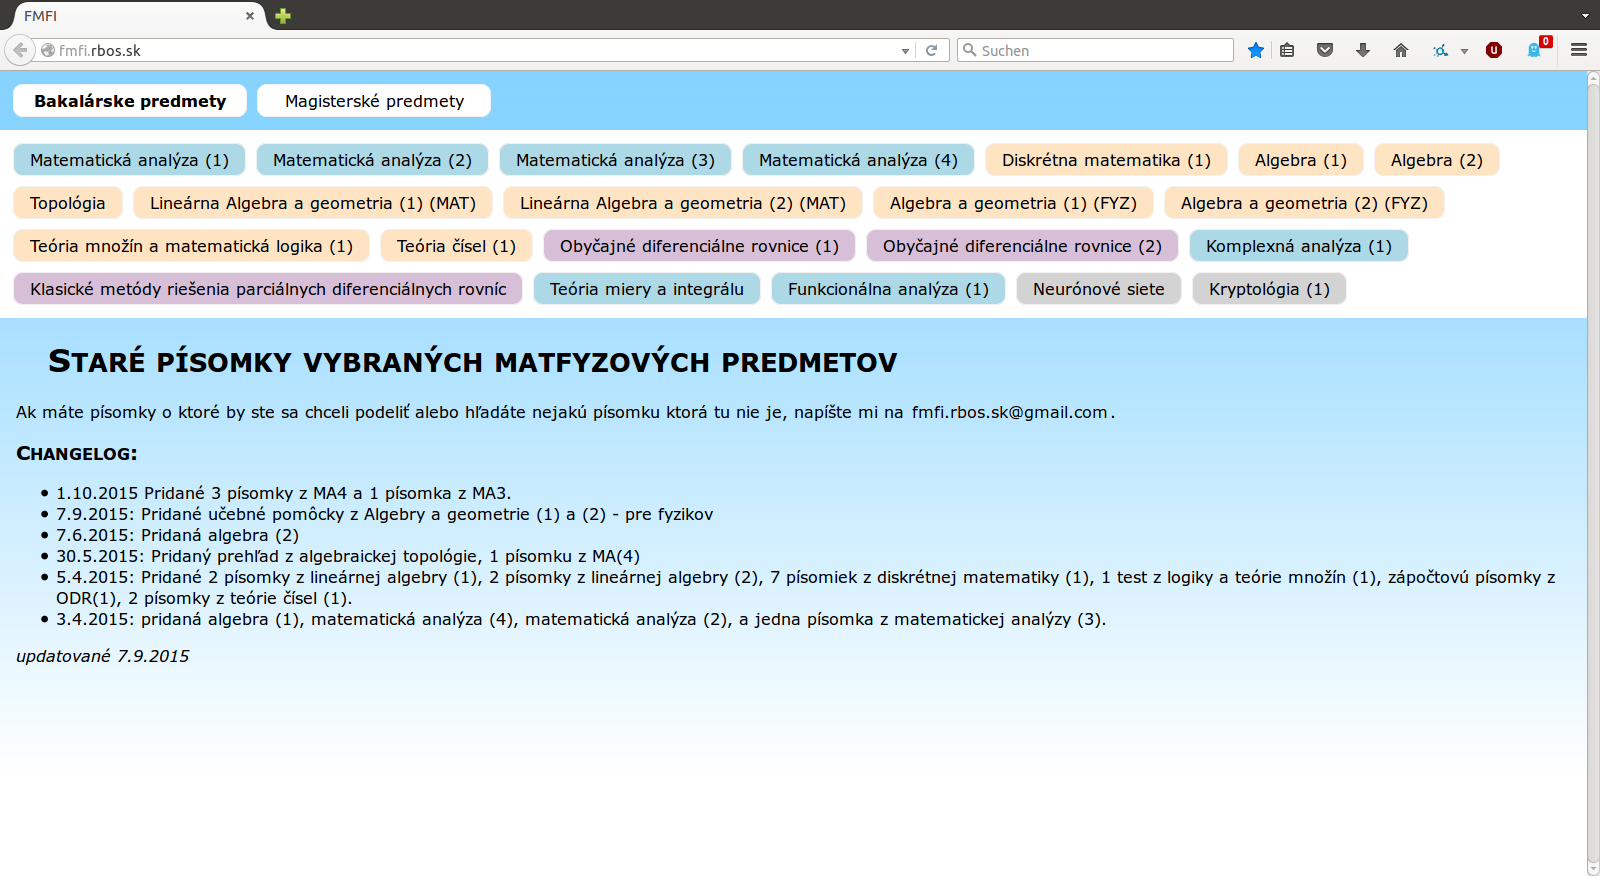 FMFI
fmfi.rbos.sk
Suchen
0
Bakalárske predmety Magisterské predmety
Matematická analýza (1) Matematická analýza (2) Matematická analýza (3) Matematická analýza (4) Diskrétna matematika (1) Algebra (1) Algebra (2)
Topológia Lineárna Algebra a geometria (1) (MAT) Lineárna Algebra a geometria (2) (MAT) Algebra a geometria (1) (FYZ) Algebra a geometria (2) (FYZ)
Teória množín a matematická logika (1) Teória čísel (1) Obyčajné diferenciálne rovnice (1) Obyčajné diferenciálne rovnice (2) Komplexná analýza (1)
Klasické metódy riešenia parciálnych diferenciálnych rovníc Teória miery a integrálu Funkcionálna analýza (1) Neurónové siete Kryptológia (1)
Staré písomky vybraných matfyzových predmetov
Ak máte písomky o ktoré by ste sa chceli podeliť alebo hľadáte nejakú písomku ktorá tu nie je, napíšte mi na fmfi.rbos.sk@gmail.com.
Changelog:
• 1.10.2015 Pridané 3 písomky z MA4 a 1 písomka z MA3.
• 7.9.2015: Pridané učebné pomôcky z Algebry a geometrie (1) a (2) - pre fyzikov
• 7.6.2015: Pridaná algebra (2)
• 30.5.2015: Pridaný prehľad z algebraickej topológie, 1 písomku z MA(4)
• 5.4.2015: Pridané 2 písomky z lineárnej algebry (1), 2 písomky z lineárnej algebry (2), 7 písomiek z diskrétnej matematiky (1), 1 test z logiky a teórie množín (1), zápočtovú písomky z
ODR(1), 2 písomky z teórie čísel (1).
• 3.4.2015: pridaná algebra (1), matematická analýza (4), matematická analýza (2), a jedna písomka z matematickej analýzy (3).
updatované 7.9.2015